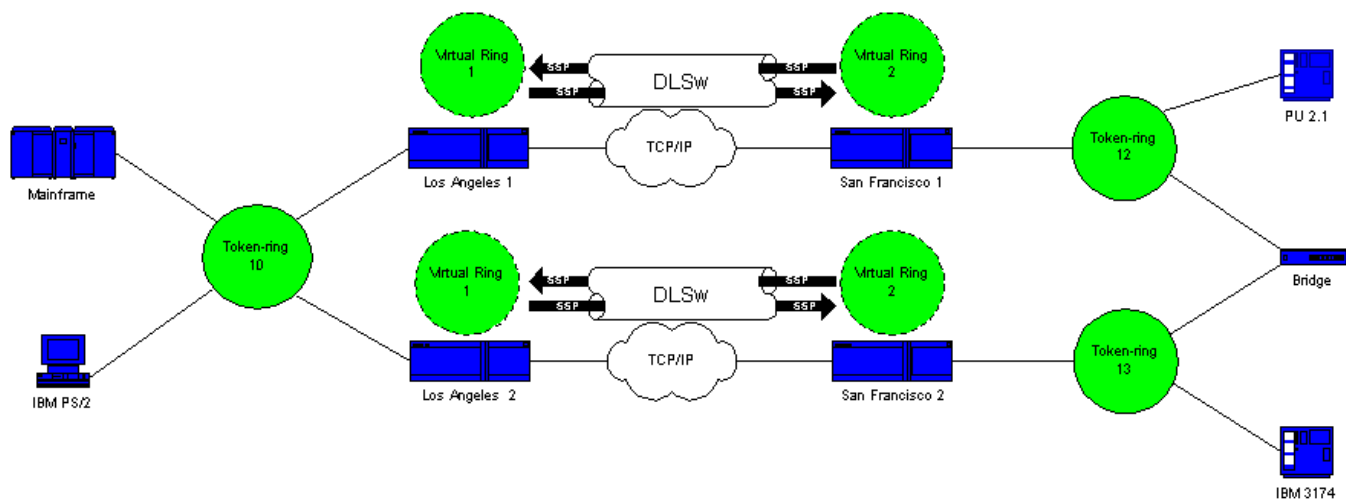 Virtual Ring
1
SSP
SSP
DLSw
SSP
SSP
Virtual Ring
2
TCP/IP
Mainframe
Los Angeles 1
San Francisco 1
Token-ring
12
PU 2.1
Token-ring
10
Virtual Ring
1
SSP
SSP
DLSw
SSP
SSP
Virtual Ring
2
Bridge
TCP/IP
IBM PS/2
Los Angeles 2
San Francisco 2
Token-ring
13
IBM 3174